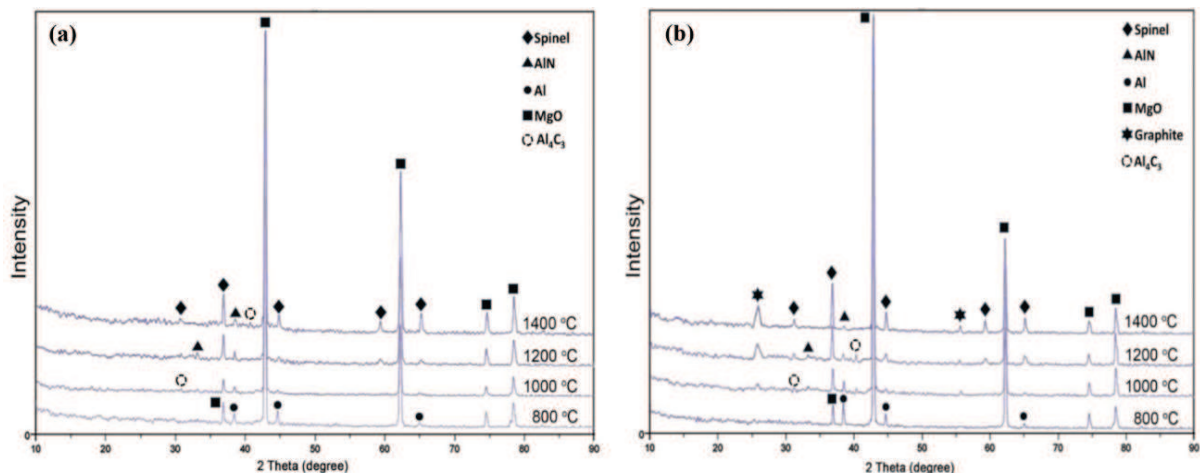 (a)
Spinel
AlN
Al
MgO
Al₄C₃
Intensity
1400 °C
1200 °C
1000 °C
800 °C
0
10 20 30 40 50 60 70 80 90
2 Theta (degree)
(b)
Spinel
AlN
Al
MgO
Graphite
Al₄C₃
Intensity
1400 °C
1200 °C
1000 °C
800 °C
0
10 20 30 40 50 60 70 80 90
2 Theta (degree)